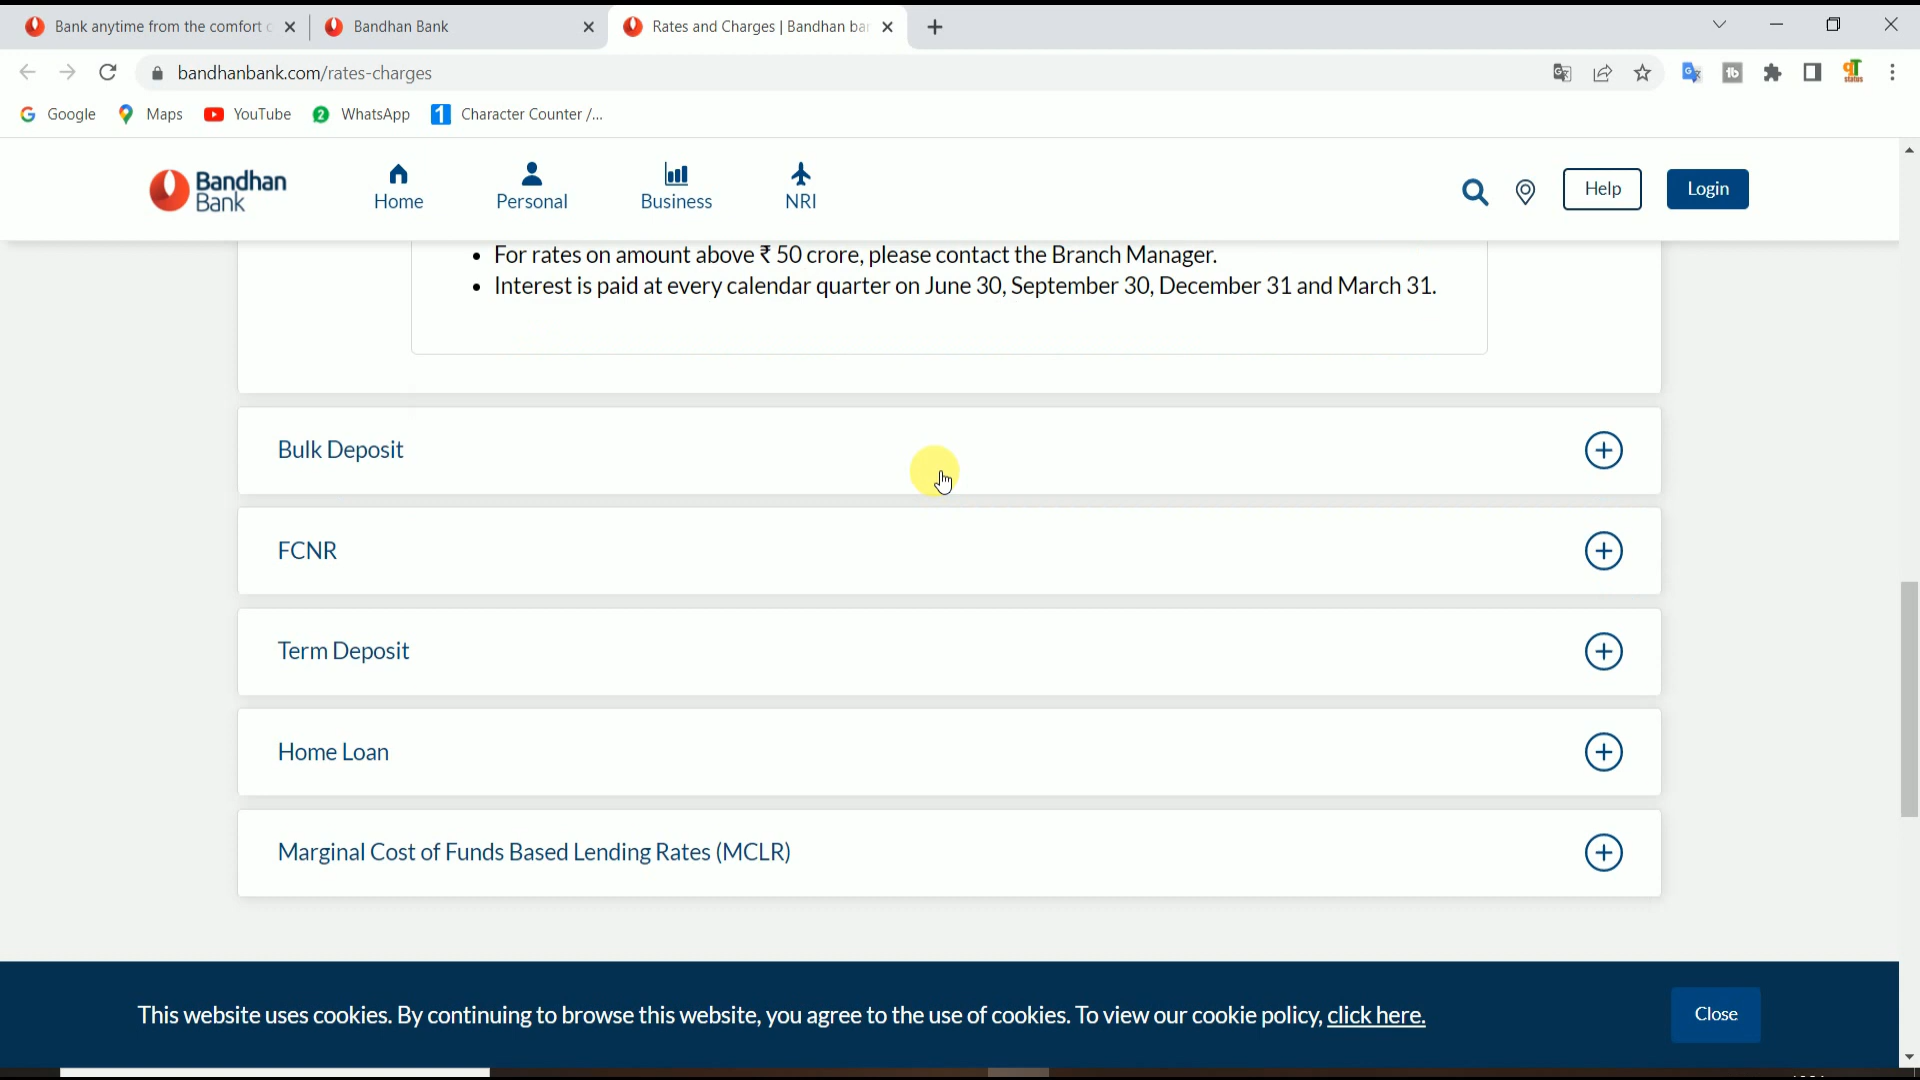 Bank anytime from the comfort
Bandhan Bank
Rates and Charges | Bandhan ba
bandhanbank.com/rates-charges
Google
Maps
YouTube
WhatsApp
Character Counter /...
Bandhan
Bank
Home
Personal
Business
NRI
Help
Login
• For rates on amount above ₹ 50 crore, please contact the Branch Manager.
• Interest is paid at every calendar quarter on June 30, September 30, December 31 and March 31.
Bulk Deposit
FCNR
Term Deposit
Home Loan
Marginal Cost of Funds Based Lending Rates (MCLR)
This website uses cookies. By continuing to browse this website, you agree to the use of cookies. To view our cookie policy, click here.
Close